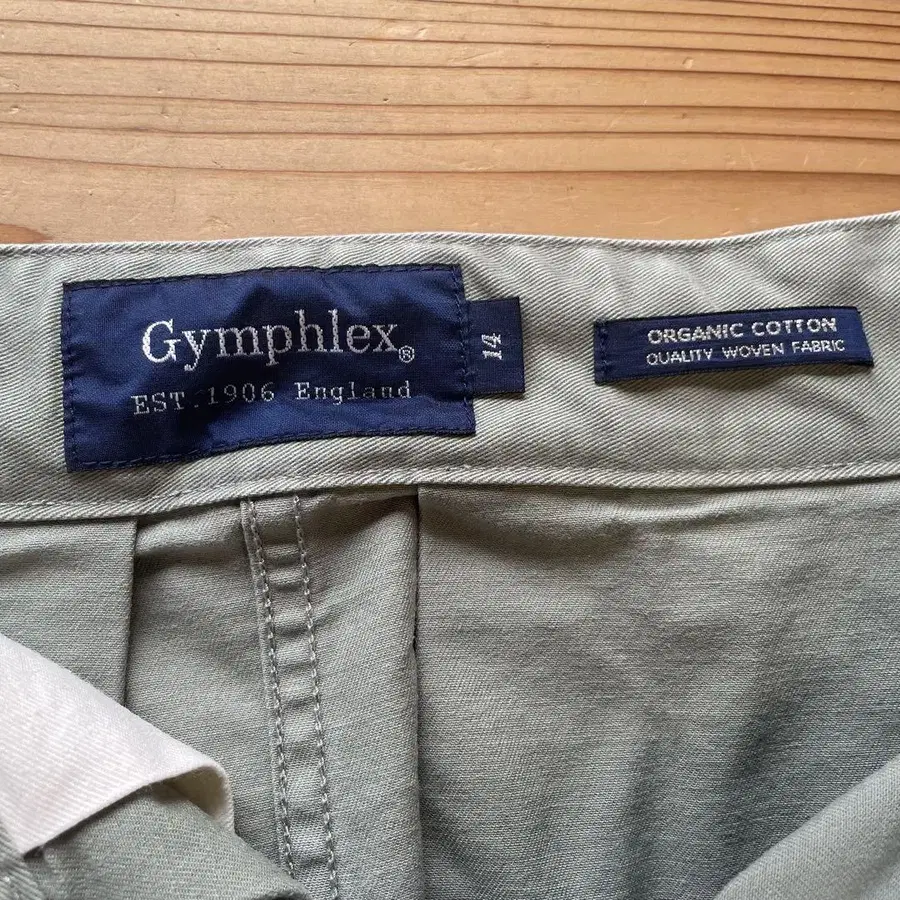 Gymphlex®
EST.1906 England
14
ORGANIC COTTON
QUALITY WOVEN FABRIC